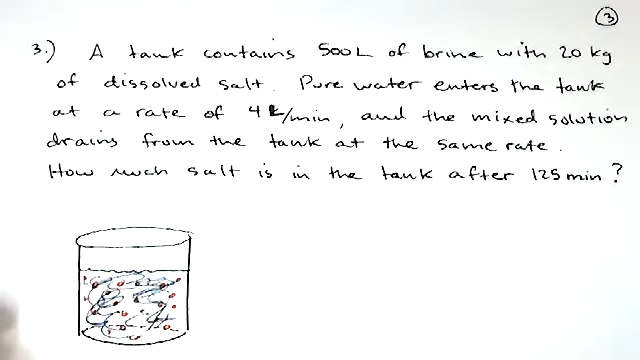 3
3.) A tank contains 500L of brine with 20 kg
of dissolved salt. Pure water enters the tank
at a rate of 4L/min, and the mixed solution
drains from the tank at the same rate.
How much salt is in the tank after 125 min?